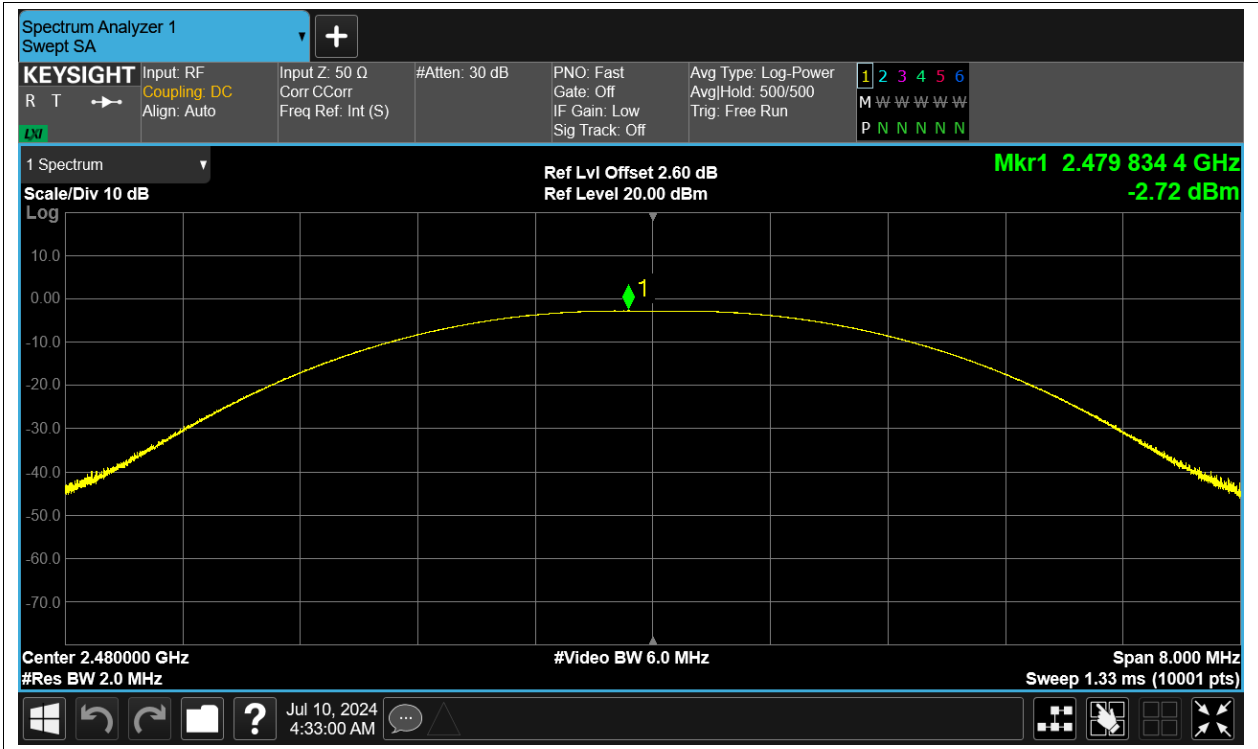 Spectrum Analyzer 1
Swept SA
KEYSIGHT
R T
LXI
Input: RF
Coupling: DC
Align: Auto
Input Z: 50 Ω
Corr CCorr
Freq Ref: Int (S)
#Atten: 30 dB
PNO: Fast
Gate: Off
IF Gain: Low
Sig Track: Off
Avg Type: Log-Power
Avg|Hold: 500/500
Trig: Free Run
1 2 3 4 5 6
M W W W W W
P N N N N N
1 Spectrum
Scale/Div 10 dB
Ref Lvl Offset 2.60 dB
Ref Level 20.00 dBm
Mkr1 2.479 834 4 GHz
-2.72 dBm
Log
10.0
0.00
-10.0
-20.0
-30.0
-40.0
-50.0
-60.0
-70.0
1
Center 2.480000 GHz
#Res BW 2.0 MHz
#Video BW 6.0 MHz
Span 8.000 MHz
Sweep 1.33 ms (10001 pts)
?
Jul 10, 2024
4:33:00 AM